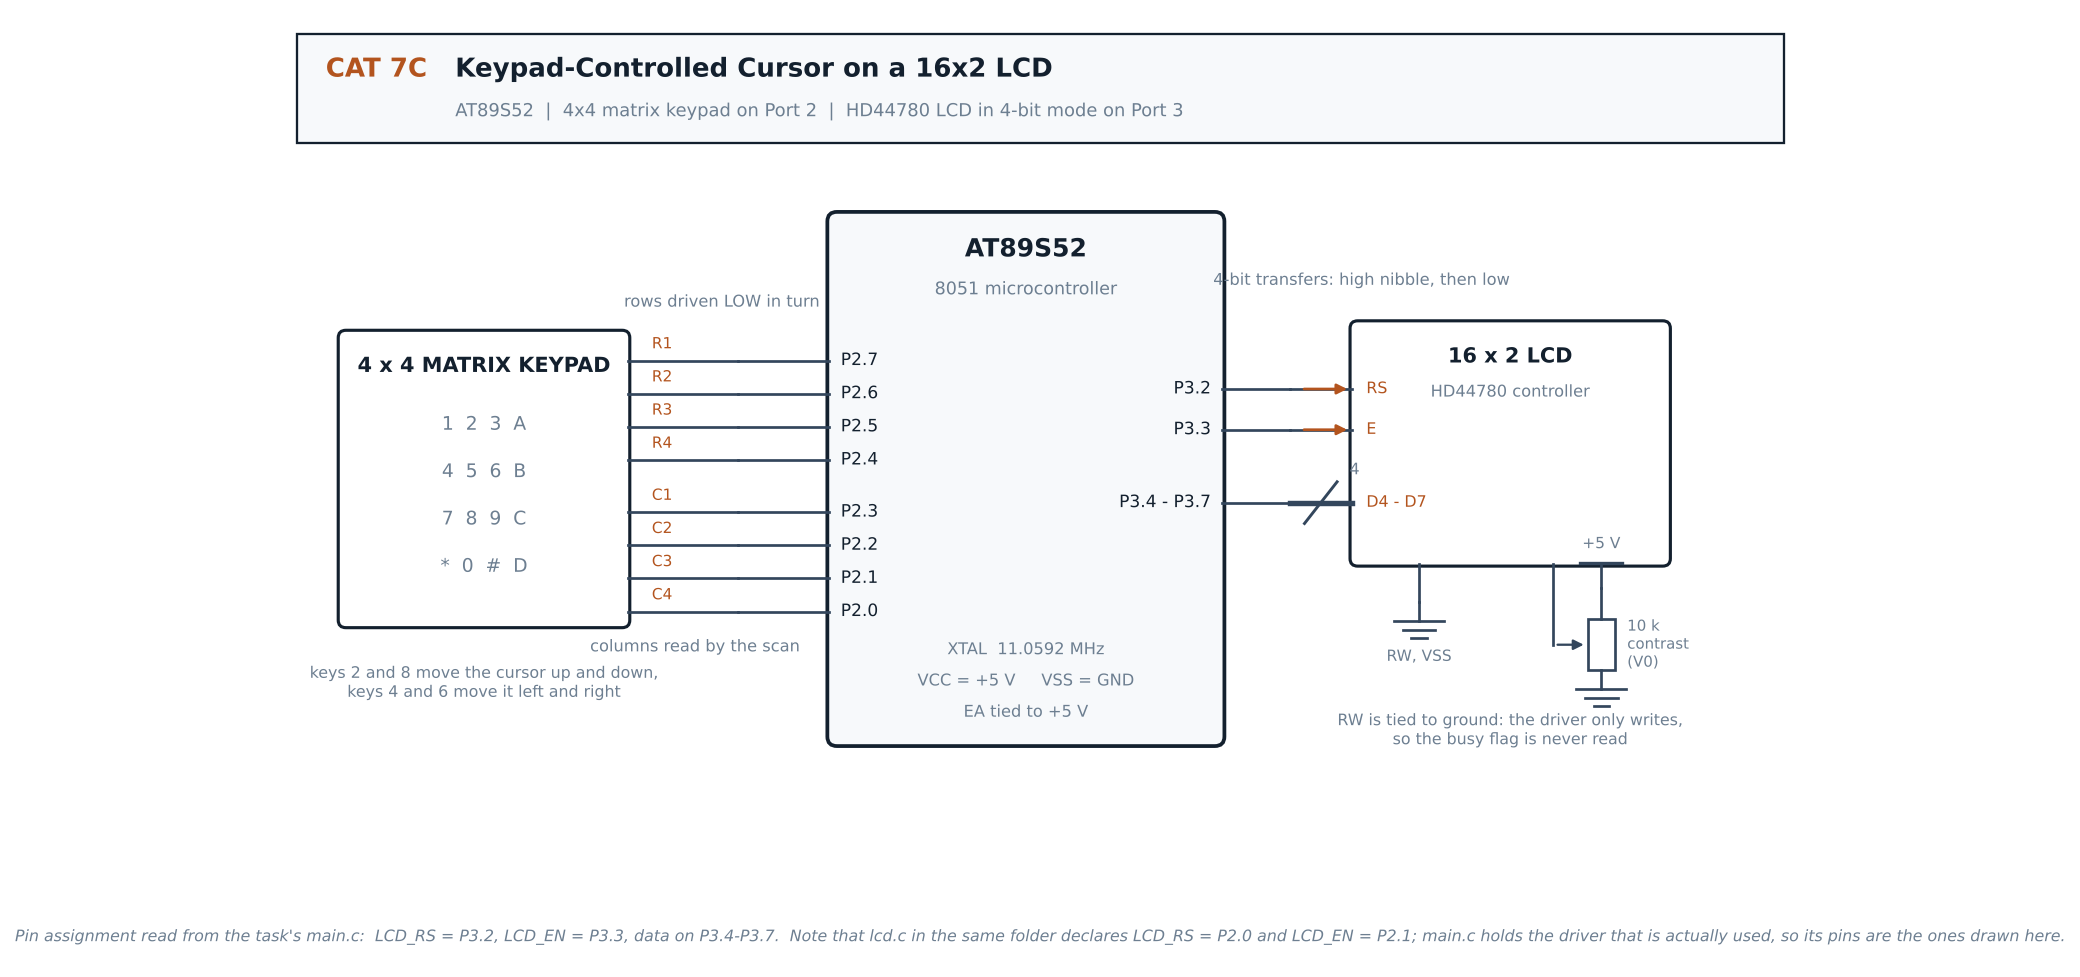 CAT 7C Keypad-Controlled Cursor on a 16x2 LCD
AT89S52 | 4x4 matrix keypad on Port 2 | HD44780 LCD in 4-bit mode on Port 3
rows driven LOW in turn
4 x 4 MATRIX KEYPAD
1 2 3 A
4 5 6 B
7 8 9 C
* 0 # D
R1
R2
R3
R4
C1
C2
C3
C4
columns read by the scan
keys 2 and 8 move the cursor up and down,
keys 4 and 6 move it left and right
AT89S52
8051 microcontroller
P2.7
P2.6
P2.5
P2.4
P2.3
P2.2
P2.1
P2.0
P3.2
P3.3
P3.4 - P3.7
XTAL 11.0592 MHz
VCC = +5 V VSS = GND
EA tied to +5 V
4-bit transfers: high nibble, then low
16 x 2 LCD
HD44780 controller
RS
E
4
D4 - D7
+5 V
RW, VSS
10 k
contrast
(V0)
RW is tied to ground: the driver only writes,
so the busy flag is never read
Pin assignment read from the task's main.c: LCD_RS = P3.2, LCD_EN = P3.3, data on P3.4-P3.7. Note that lcd.c in the same folder declares LCD_RS = P2.0 and LCD_EN = P2.1; main.c holds the driver that is actually used, so its pins are the ones drawn here.